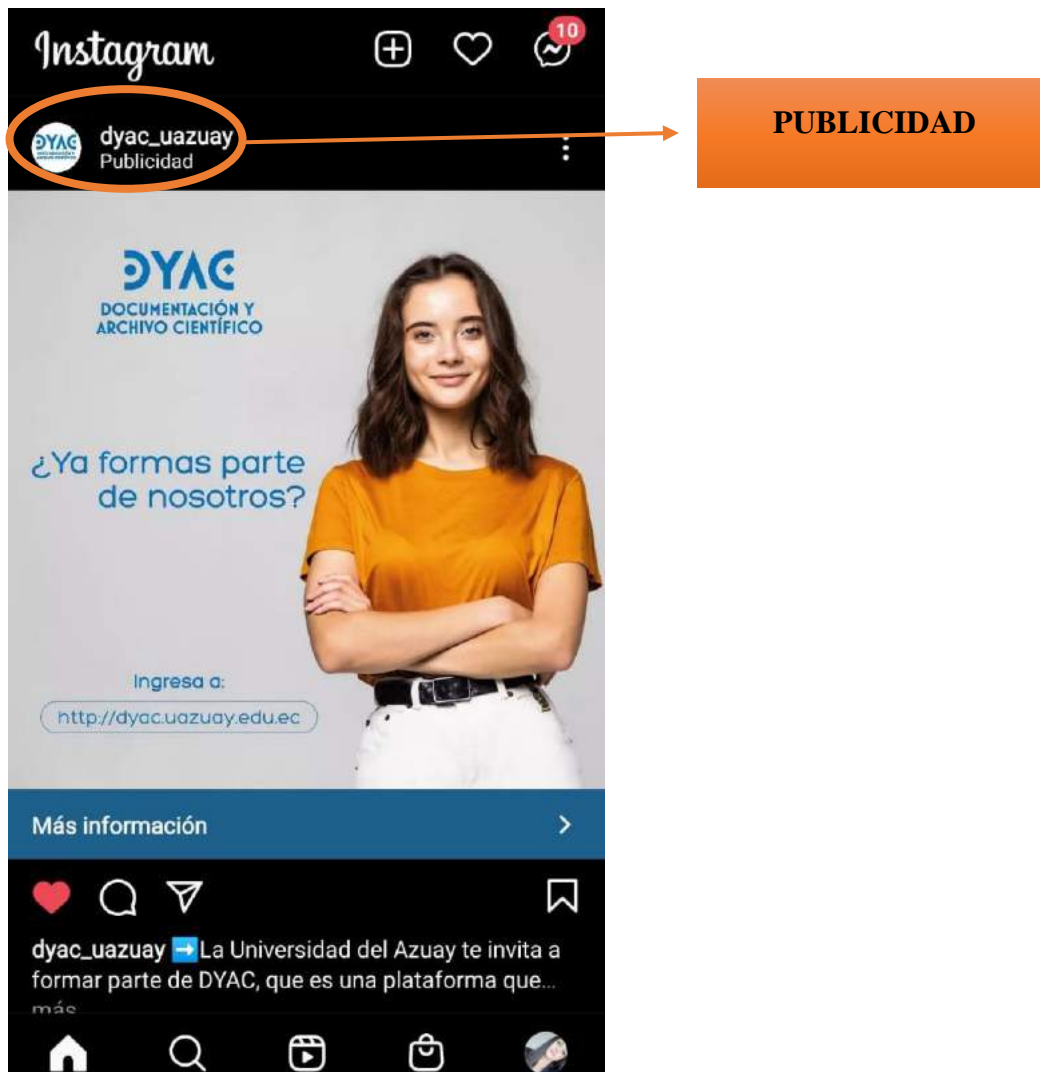 Instagram
10
dyac_uazuay
Publicidad
PUBLICIDAD
DYAC
DOCUMENTACIÓN Y
ARCHIVO CIENTÍFICO
¿Ya formas parte
de nosotros?
Ingresa a:
http://dyac.uazuay.edu.ec
Más información
dyac_uazuay ➡️La Universidad del Azuay te invita a
formar parte de DYAC, que es una plataforma que...
más